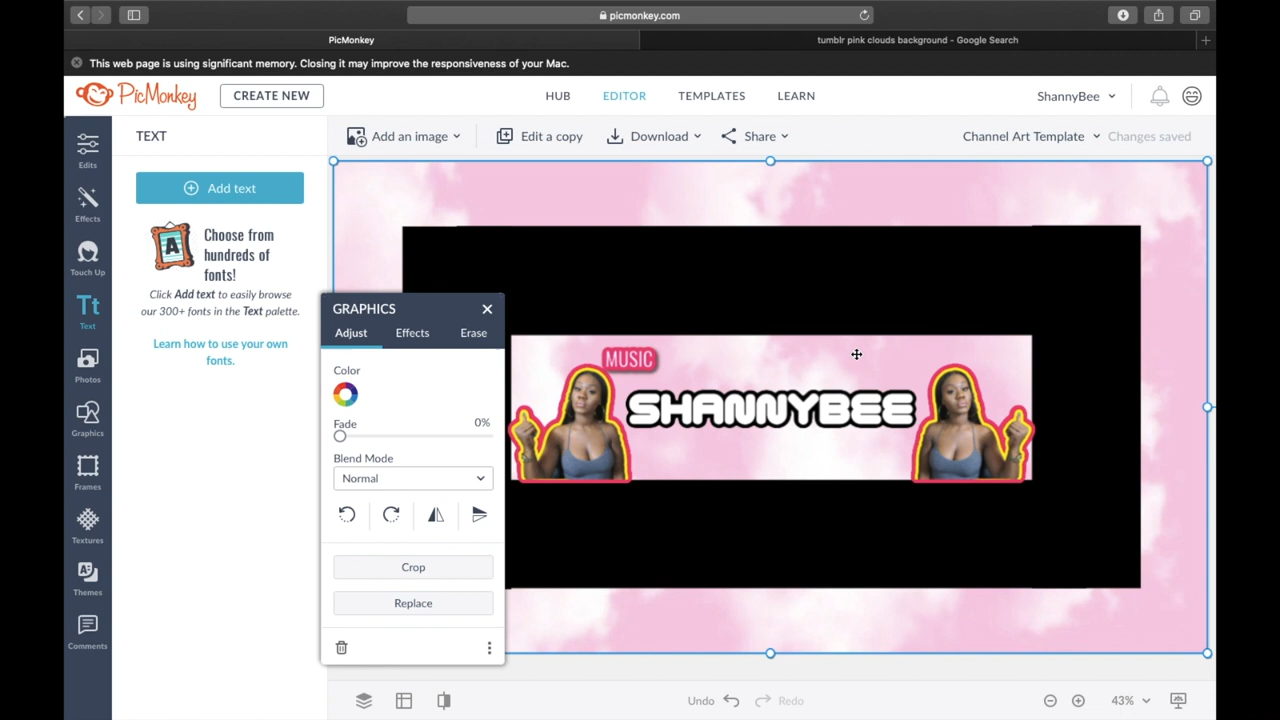 picmonkey.com
PicMonkey
tumblr pink clouds background - Google Search
This web page is using significant memory. Closing it may improve the responsiveness of your Mac.
PicMonkey
CREATE NEW
HUB
EDITOR
TEMPLATES
LEARN
ShannyBee
Edits
Effects
Touch Up
Tt
Text
Photos
Graphics
Frames
Textures
Themes
Comments
TEXT
Add text
A
Choose from
hundreds of
fonts!
Click Add text to easily browse
our 300+ fonts in the Text palette.
Learn how to use your own
fonts.
Add an image
Edit a copy
Download
Share
Channel Art Template
Changes saved
GRAPHICS
Adjust
Effects
Erase
Color
Fade
0%
Blend Mode
Normal
Crop
Replace
MUSIC
SHANNYBEE
Undo
Redo
43%